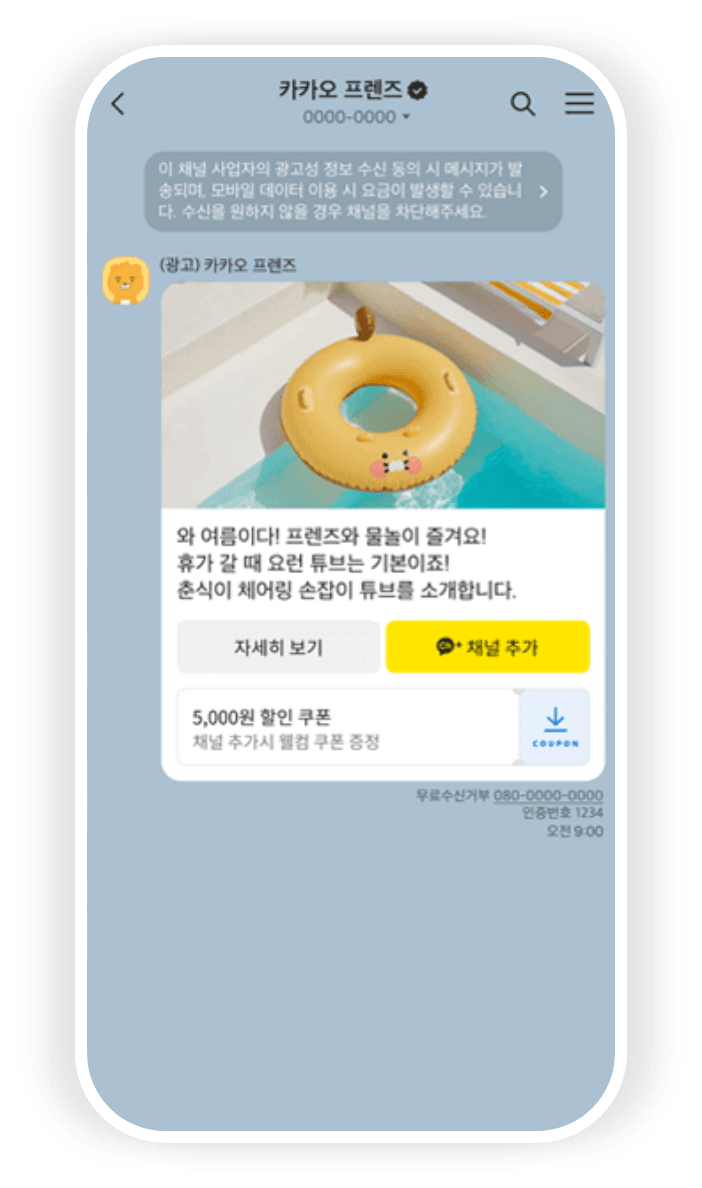 카카오 프렌즈
0000-0000
이 채널 사업자의 광고성 정보 수신 동의 시 메시지가 발
송되며, 모바일 데이터 이용 시 요금이 발생할 수 있습니
다. 수신을 원하지 않을 경우 채널을 차단해주세요.
(광고) 카카오 프렌즈
와 여름이다! 프렌즈와 물놀이 즐겨요!
휴가 갈 때 요런 튜브는 기본이죠!
춘식이 체어링 손잡이 튜브를 소개합니다.
자세히 보기
Ch+ 채널 추가
5,000원 할인 쿠폰
채널 추가시 웰컴 쿠폰 증정
COUPON
무료수신거부 080-0000-0000
인증번호 1234
오전 9:00